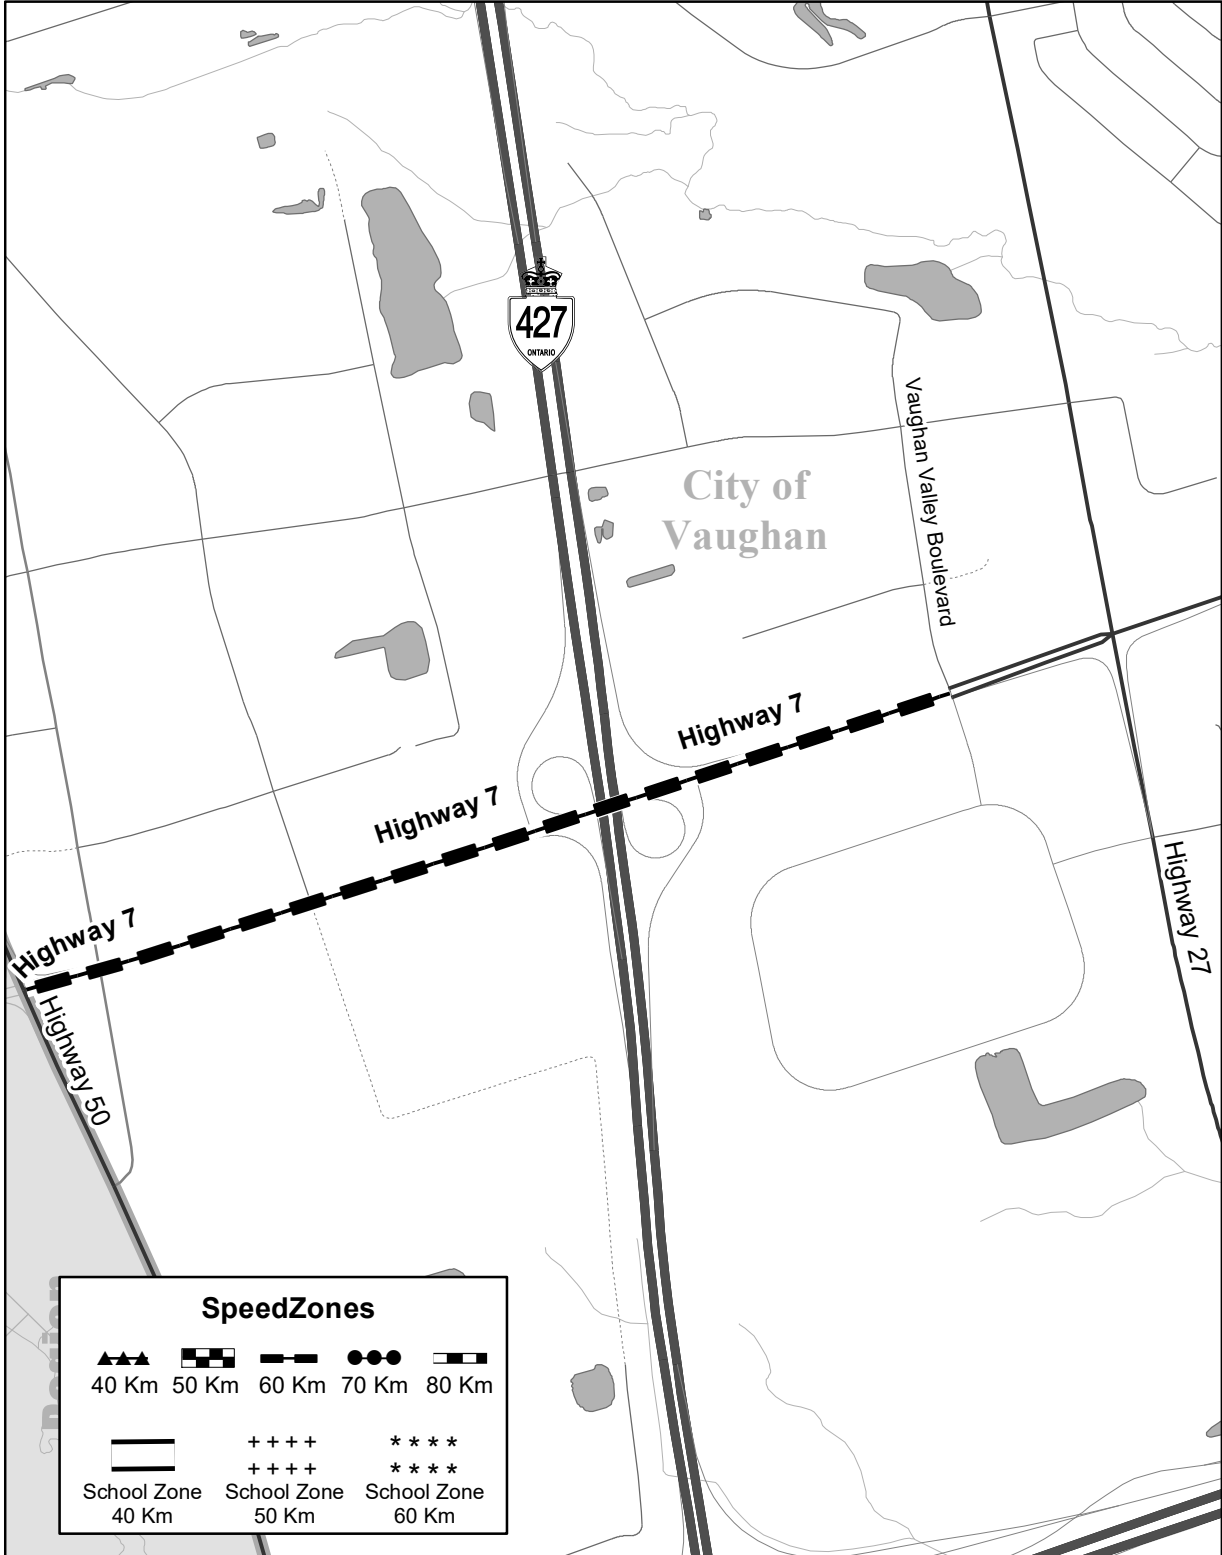 427
ONTARIO
Vaughan Valley Boulevard
City of
Vaughan
Highway 7
Highway 7
Highway 7
Highway 27
Highway 50
Region
SpeedZones
40 Km
50 Km
60 Km
70 Km
80 Km
School Zone
40 Km
School Zone
50 Km
School Zone
60 Km